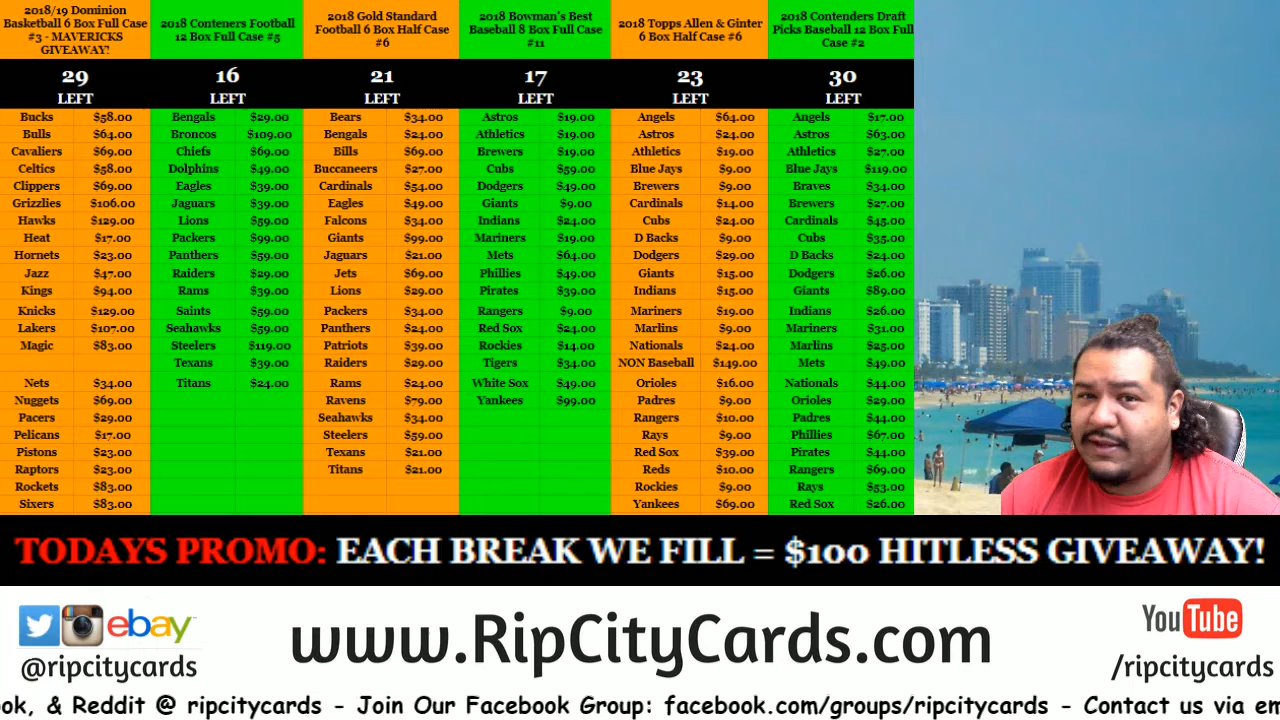 2018/19 Dominion
Basketball 6 Box Full Case
#3 - MAVERICKS
GIVEAWAY!
29
LEFT
Bucks $58.00
Bulls $64.00
Cavaliers $69.00
Celtics $58.00
Clippers $69.00
Grizzlies $106.00
Hawks $129.00
Heat $17.00
Hornets $23.00
Jazz $47.00
Kings $94.00
Knicks $129.00
Lakers $107.00
Magic $83.00
Nets $34.00
Nuggets $69.00
Pacers $29.00
Pelicans $17.00
Pistons $23.00
Raptors $23.00
Rockets $83.00
Sixers $83.00
2018 Conteners Football
12 Box Full Case #5
16
LEFT
Bengals $29.00
Broncos $109.00
Chiefs $69.00
Dolphins $49.00
Eagles $39.00
Jaguars $39.00
Lions $59.00
Packers $99.00
Panthers $59.00
Raiders $29.00
Rams $39.00
Saints $59.00
Seahawks $59.00
Steelers $119.00
Texans $39.00
Titans $24.00
2018 Gold Standard
Football 6 Box Half Case
#6
21
LEFT
Bears $34.00
Bengals $24.00
Bills $69.00
Buccaneers $27.00
Cardinals $54.00
Eagles $49.00
Falcons $34.00
Giants $99.00
Jaguars $21.00
Jets $69.00
Lions $29.00
Packers $34.00
Panthers $24.00
Patriots $39.00
Raiders $29.00
Rams $24.00
Ravens $79.00
Seahawks $34.00
Steelers $59.00
Texans $21.00
Titans $21.00
2018 Bowman's Best
Baseball 8 Box Full Case
#11
17
LEFT
Astros $19.00
Athletics $19.00
Brewers $19.00
Cubs $59.00
Dodgers $49.00
Giants $9.00
Indians $24.00
Mariners $19.00
Mets $64.00
Phillies $49.00
Pirates $39.00
Rangers $9.00
Red Sox $24.00
Rockies $14.00
Tigers $34.00
White Sox $49.00
Yankees $99.00
2018 Topps Allen & Ginter
6 Box Half Case #6
23
LEFT
Angels $64.00
Astros $24.00
Athletics $19.00
Blue Jays $9.00
Brewers $9.00
Cardinals $14.00
Cubs $24.00
D Backs $9.00
Dodgers $29.00
Giants $15.00
Indians $15.00
Mariners $19.00
Marlins $9.00
Nationals $24.00
NON Baseball $149.00
Orioles $16.00
Padres $9.00
Rangers $10.00
Rays $9.00
Red Sox $39.00
Reds $10.00
Rockies $9.00
Yankees $69.00
2018 Contenders Draft
Picks Baseball 12 Box Full
Case #2
30
LEFT
Angels $17.00
Astros $63.00
Athletics $27.00
Blue Jays $119.00
Braves $34.00
Brewers $27.00
Cardinals $45.00
Cubs $35.00
D Backs $24.00
Dodgers $26.00
Giants $89.00
Indians $26.00
Mariners $31.00
Marlins $25.00
Mets $49.00
Nationals $44.00
Orioles $29.00
Padres $44.00
Phillies $67.00
Pirates $44.00
Rangers $69.00
Rays $53.00
Red Sox $26.00
TODAYS PROMO: EACH BREAK WE FILL = $100 HITLESS GIVEAWAY!
ebay
@ripcitycards
www.RipCityCards.com
YouTube
/ripcitycards
ook, & Reddit @ ripcitycards - Join Our Facebook Group: facebook.com/groups/ripcitycards - Contact us via en